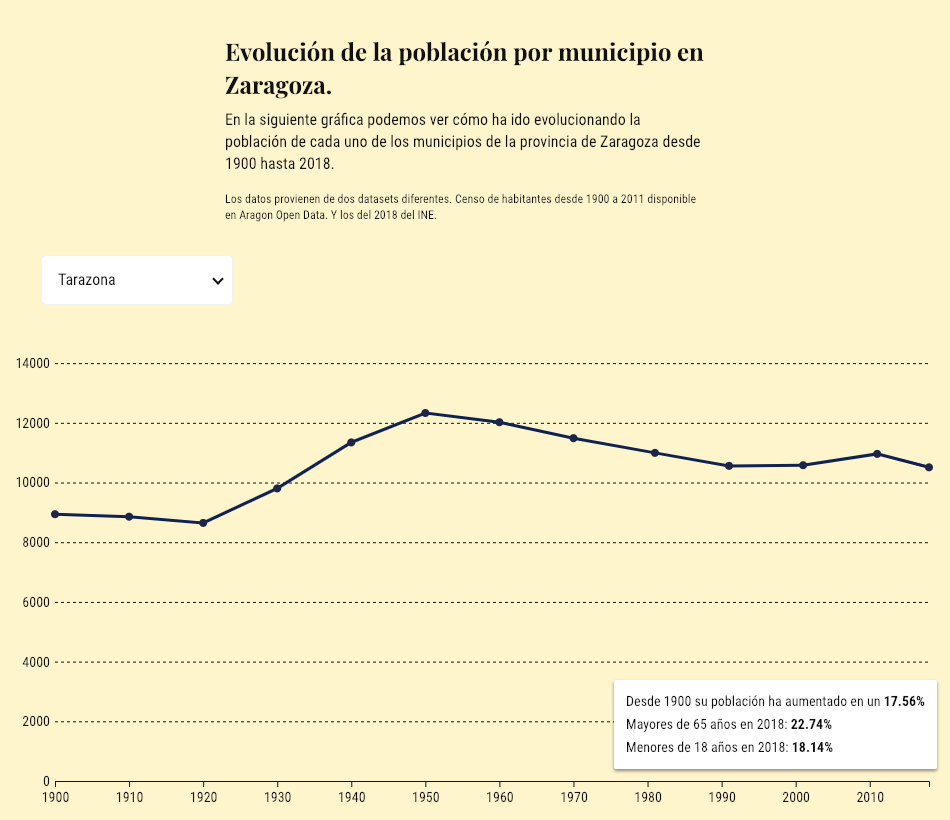 Evolución de la población por municipio en
Zaragoza.
En la siguiente gráfica podemos ver cómo ha ido evolucionando la
población de cada uno de los municipios de la provincia de Zaragoza desde
1900 hasta 2018.
Los datos provienen de dos datasets diferentes. Censo de habitantes desde 1900 a 2011 disponible
en Aragon Open Data. Y los del 2018 del INE.
Tarazona
14000
12000
10000
8000
6000
4000
2000
0
Desde 1900 su población ha aumentado en un 17.56%
Mayores de 65 años en 2018: 22.74%
Menores de 18 años en 2018: 18.14%
1900 1910 1920 1930 1940 1950 1960 1970 1980 1990 2000 2010